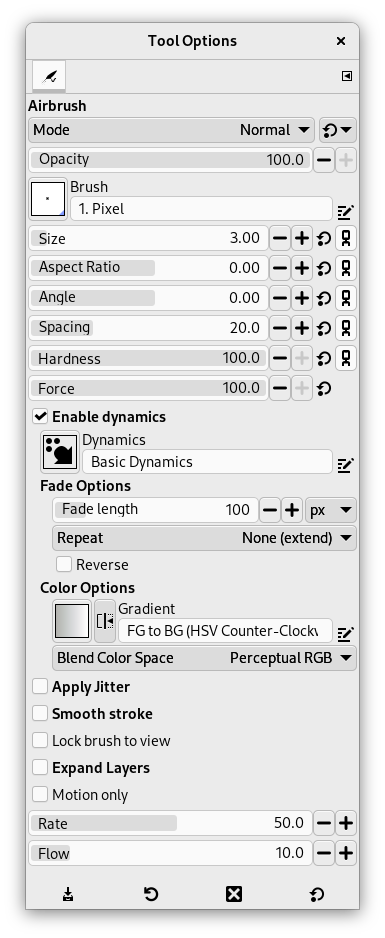 Tool Options
Airbrush
Mode Normal
Opacity 100.0
Brush
1. Pixel
Size 3.00
Aspect Ratio 0.00
Angle 0.00
Spacing 20.0
Hardness 100.0
Force 100.0
Enable dynamics
Dynamics
Basic Dynamics
Fade Options
Fade length 100 px
Repeat None (extend)
Reverse
Color Options
Gradient
FG to BG (HSV Counter-Clockw
Blend Color Space Perceptual RGB
Apply Jitter
Smooth stroke
Lock brush to view
Expand Layers
Motion only
Rate 50.0
Flow 10.0